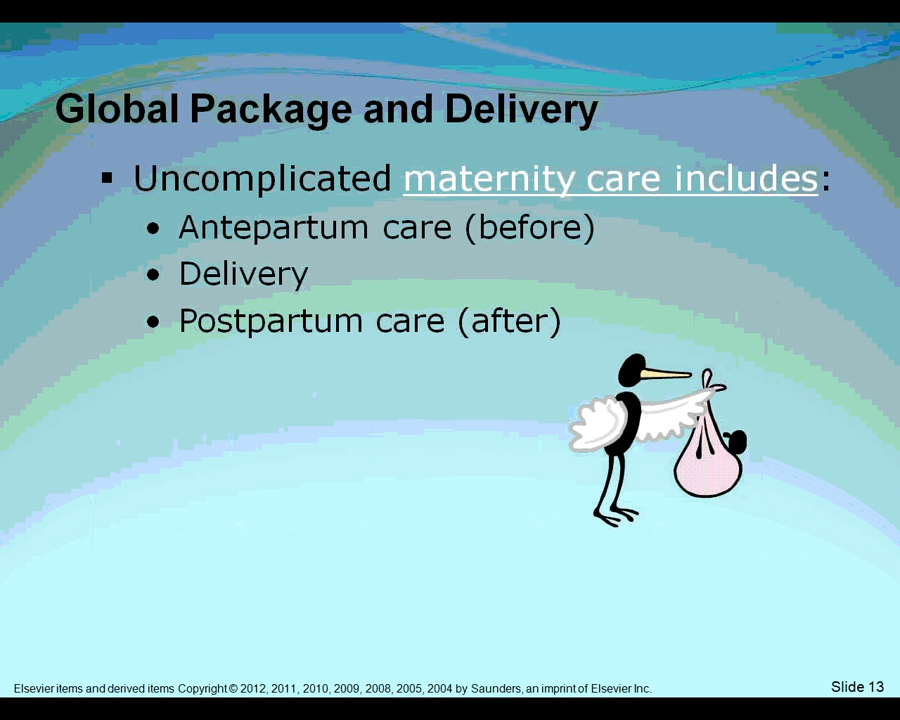 Global Package and Delivery
▪ Uncomplicated maternity care includes:
• Antepartum care (before)
• Delivery
• Postpartum care (after)
Elsevier items and derived items Copyright © 2012, 2011, 2010, 2009, 2008, 2005, 2004 by Saunders, an imprint of Elsevier Inc.
Slide 13